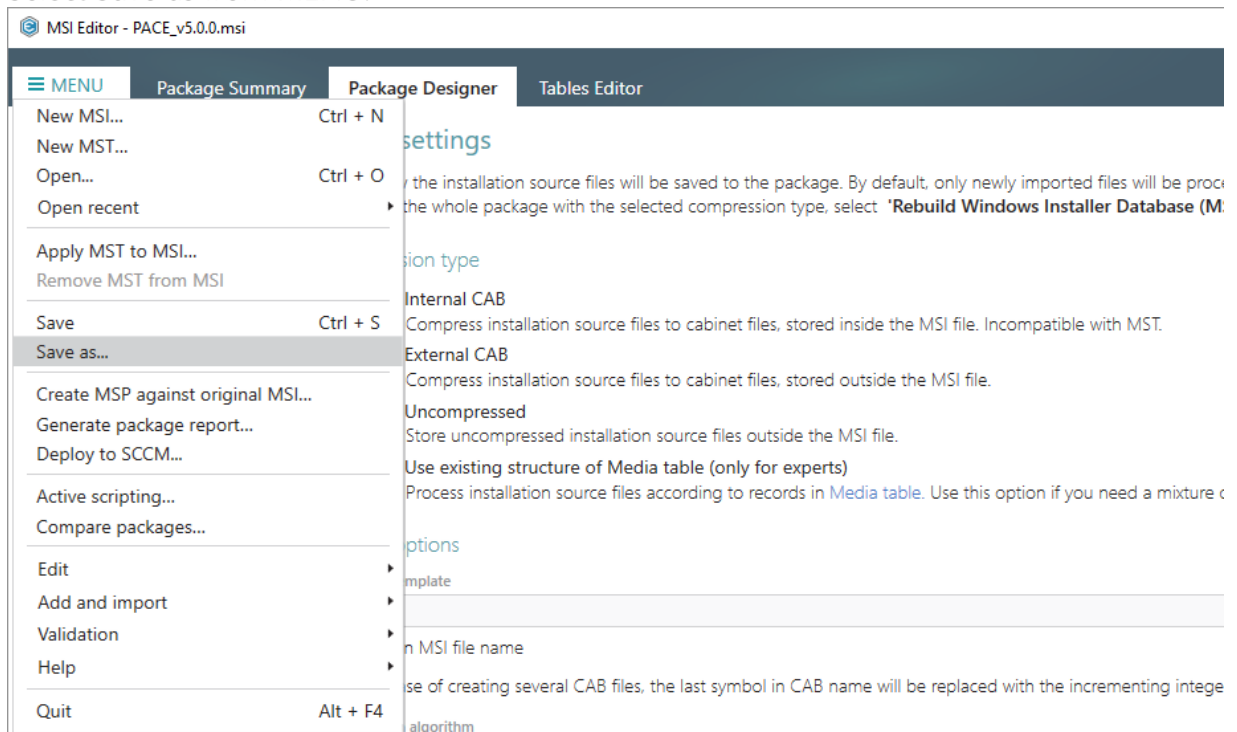 MSI Editor - PACE_v5.0.0.msi
MENU Package Summary Package Designer Tables Editor
New MSI... Ctrl + N
New MST...
Open... Ctrl + O
Open recent
Apply MST to MSI...
Remove MST from MSI
Save Ctrl + S
Save as...
Create MSP against original MSI...
Generate package report...
Deploy to SCCM...
Active scripting...
Compare packages...
Edit
Add and import
Validation
Help
Quit Alt + F4
settings
the installation source files will be saved to the package. By default, only newly imported files will be proce
the whole package with the selected compression type, select 'Rebuild Windows Installer Database (MS
sion type
Internal CAB
Compress installation source files to cabinet files, stored inside the MSI file. Incompatible with MST.
External CAB
Compress installation source files to cabinet files, stored outside the MSI file.
Uncompressed
Store uncompressed installation source files outside the MSI file.
Use existing structure of Media table (only for experts)
Process installation source files according to records in Media table. Use this option if you need a mixture
ptions
mplate
n MSI file name
se of creating several CAB files, the last symbol in CAB name will be replaced with the incrementing intege
algorithm